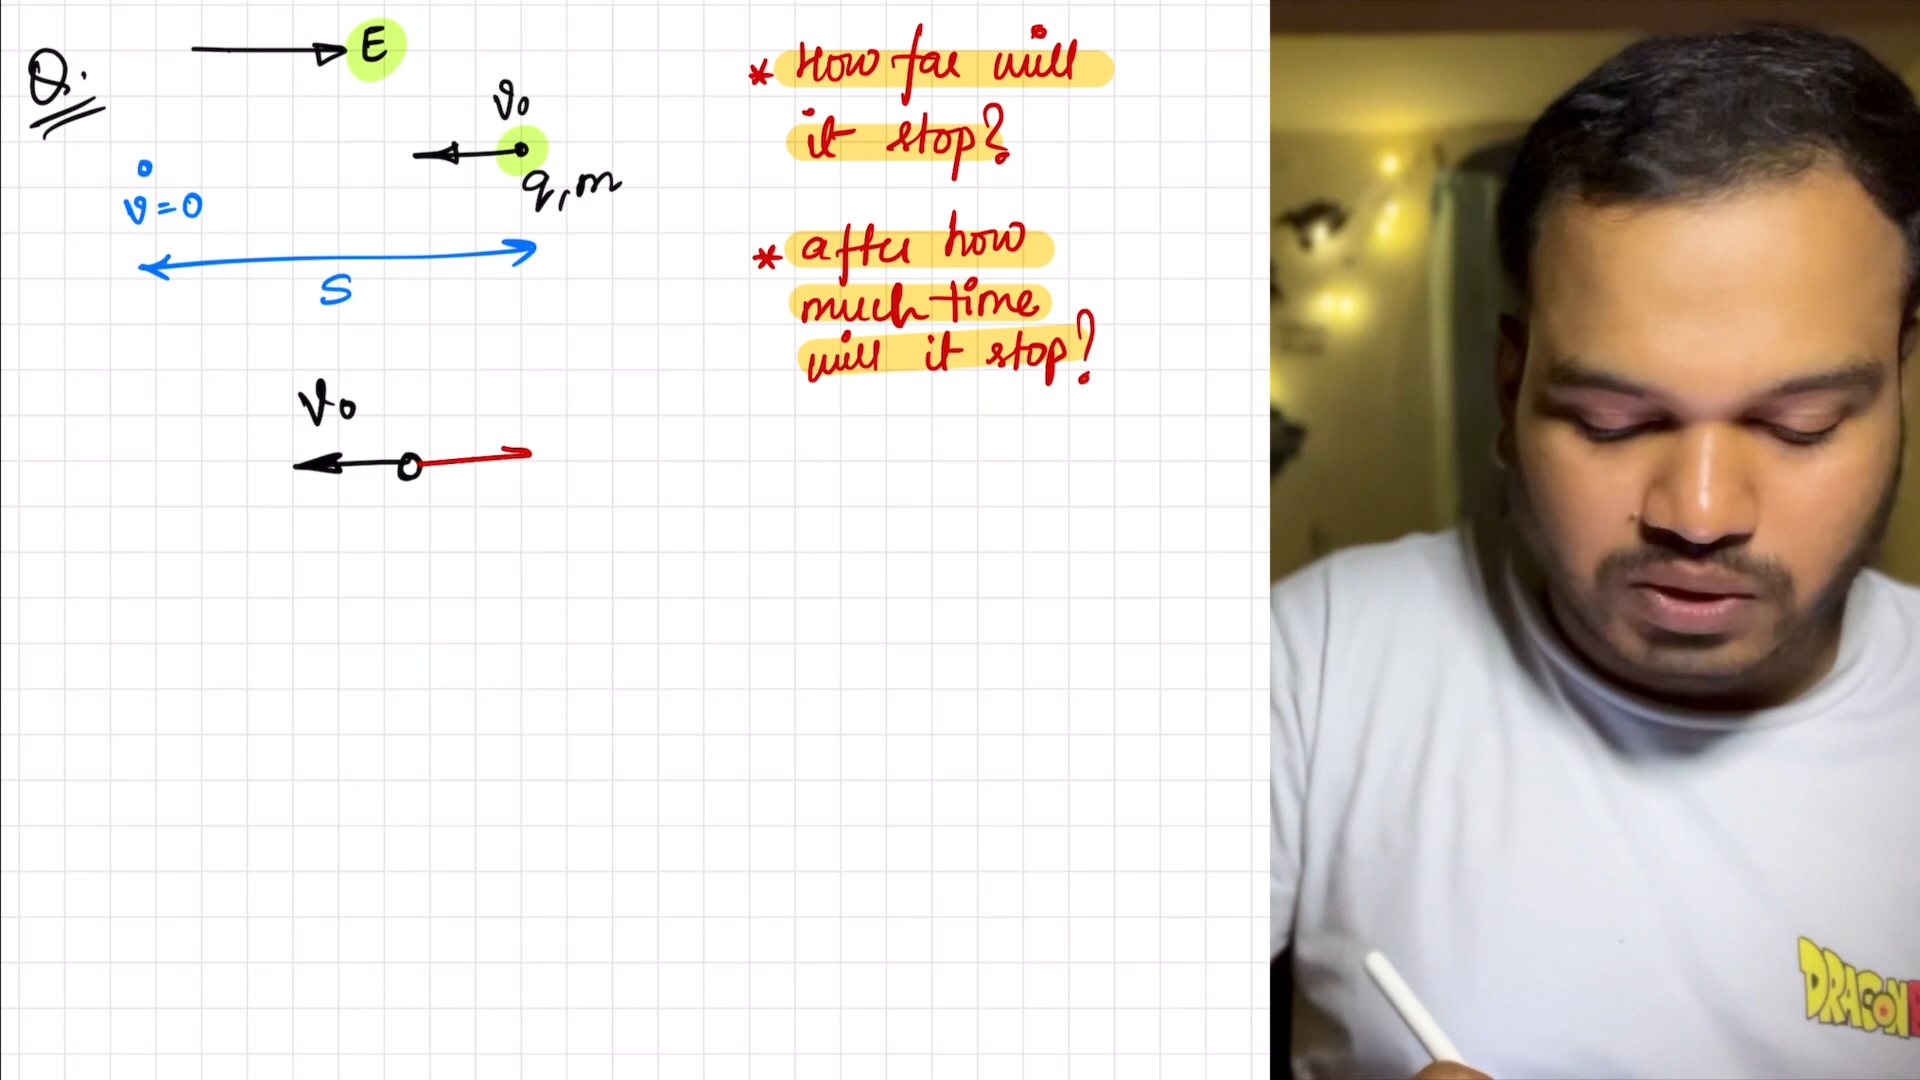 Q.
E
v₀
q, m
v = 0
S
* How far will
it stop?
* after how
much time
will it stop?
v₀
DRAGON